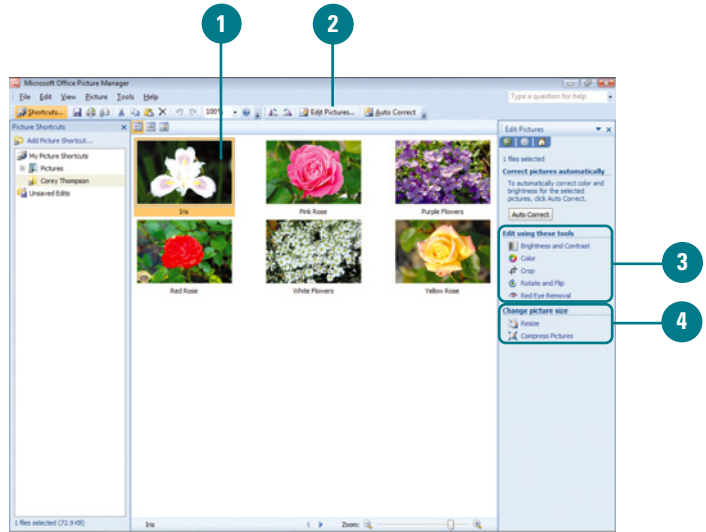 1
2
Microsoft Office Picture Manager
File Edit View Picture Tools Help
Type a question for help
Shortcuts... 100% Edit Pictures... Auto Correct
Picture Shortcuts
Add Picture Shortcut...
My Picture Shortcuts
Pictures
Corey Thompson
Unsaved Edits
Iris
Pink Rose
Purple Flowers
Red Rose
White Flowers
Yellow Rose
Edit Pictures
1 files selected
Correct pictures automatically
To automatically correct color and
brightness for the selected
pictures, click Auto Correct.
Auto Correct
Edit using these tools
Brightness and Contrast
Color
Crop
Rotate and Flip
Red Eye Removal
3
Change picture size
Resize
Compress Pictures
4
1 files selected (72.9 KB)
Iris
Zoom: